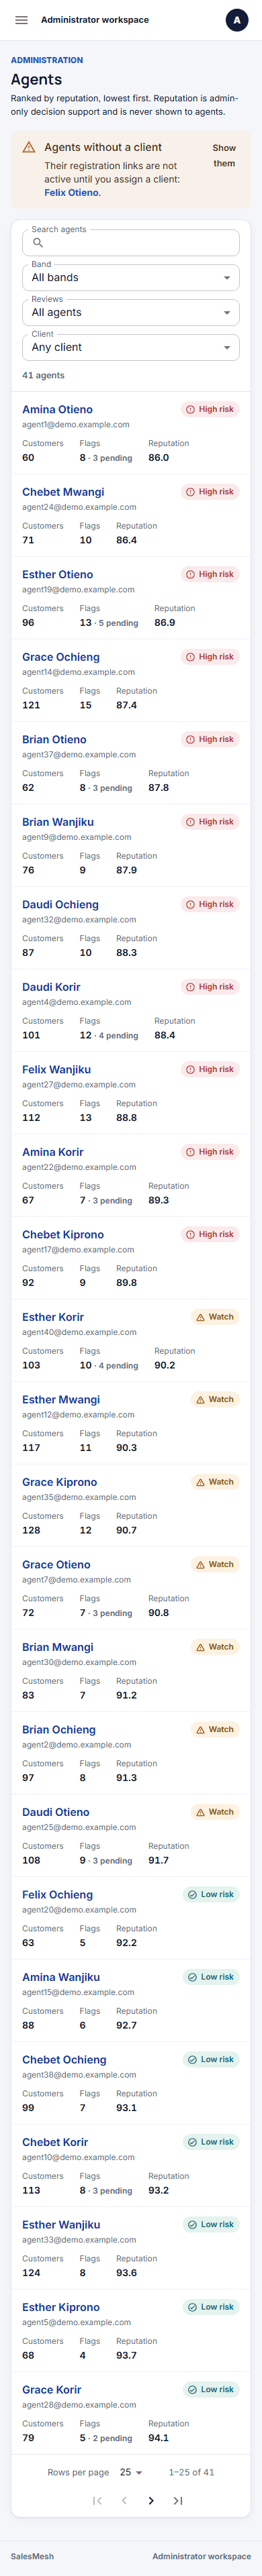 Administrator workspace
A
ADMINISTRATION
Agents
Ranked by reputation, lowest first. Reputation is admin-
only decision support and is never shown to agents.
Agents without a client
Show
them
Their registration links are not
active until you assign a client:
Felix Otieno.
Search agents
Band
All bands
Reviews
All agents
Client
Any client
41 agents
Amina Otieno High risk
agent1@demo.example.com
Customers Flags Reputation
60 8 · 3 pending 86.0
Chebet Mwangi High risk
agent24@demo.example.com
Customers Flags Reputation
71 10 86.4
Esther Otieno High risk
agent19@demo.example.com
Customers Flags Reputation
96 13 · 5 pending 86.9
Grace Ochieng High risk
agent14@demo.example.com
Customers Flags Reputation
121 15 87.4
Brian Otieno High risk
agent37@demo.example.com
Customers Flags Reputation
62 8 · 3 pending 87.8
Brian Wanjiku High risk
agent9@demo.example.com
Customers Flags Reputation
76 9 87.9
Daudi Ochieng High risk
agent32@demo.example.com
Customers Flags Reputation
87 10 88.3
Daudi Korir High risk
agent4@demo.example.com
Customers Flags Reputation
101 12 · 4 pending 88.4
Felix Wanjiku High risk
agent27@demo.example.com
Customers Flags Reputation
112 13 88.8
Amina Korir High risk
agent22@demo.example.com
Customers Flags Reputation
67 7 · 3 pending 89.3
Chebet Kiprono High risk
agent17@demo.example.com
Customers Flags Reputation
92 9 89.8
Esther Korir Watch
agent40@demo.example.com
Customers Flags Reputation
103 10 · 4 pending 90.2
Esther Mwangi Watch
agent12@demo.example.com
Customers Flags Reputation
117 11 90.3
Grace Kiprono Watch
agent35@demo.example.com
Customers Flags Reputation
128 12 90.7
Grace Otieno Watch
agent7@demo.example.com
Customers Flags Reputation
72 7 · 3 pending 90.8
Brian Mwangi Watch
agent30@demo.example.com
Customers Flags Reputation
83 7 91.2
Brian Ochieng Watch
agent2@demo.example.com
Customers Flags Reputation
97 8 91.3
Daudi Otieno Watch
agent25@demo.example.com
Customers Flags Reputation
108 9 · 3 pending 91.7
Felix Ochieng Low risk
agent20@demo.example.com
Customers Flags Reputation
63 5 92.2
Amina Wanjiku Low risk
agent15@demo.example.com
Customers Flags Reputation
88 6 92.7
Chebet Ochieng Low risk
agent38@demo.example.com
Customers Flags Reputation
99 7 93.1
Chebet Korir Low risk
agent10@demo.example.com
Customers Flags Reputation
113 8 · 3 pending 93.2
Esther Wanjiku Low risk
agent33@demo.example.com
Customers Flags Reputation
124 8 93.6
Esther Kiprono Low risk
agent5@demo.example.com
Customers Flags Reputation
68 4 93.7
Grace Korir Low risk
agent28@demo.example.com
Customers Flags Reputation
79 5 · 2 pending 94.1
Rows per page 25 1–25 of 41
SalesMesh Administrator workspace